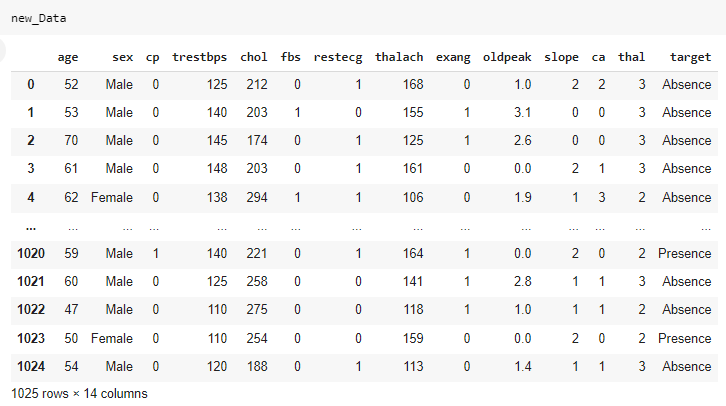 new_Data
age sex cp trestbps chol fbs restecg thalach exang oldpeak slope ca thal target
0 52 Male 0 125 212 0 1 168 0 1.0 2 2 3 Absence
1 53 Male 0 140 203 1 0 155 1 3.1 0 0 3 Absence
2 70 Male 0 145 174 0 1 125 1 2.6 0 0 3 Absence
3 61 Male 0 148 203 0 1 161 0 0.0 2 1 3 Absence
4 62 Female 0 138 294 1 1 106 0 1.9 1 3 2 Absence
... ... ... ... ... ... ... ... ... ... ... ... ... ... ...
1020 59 Male 1 140 221 0 1 164 1 0.0 2 0 2 Presence
1021 60 Male 0 125 258 0 0 141 1 2.8 1 1 3 Absence
1022 47 Male 0 110 275 0 0 118 1 1.0 1 1 2 Absence
1023 50 Female 0 110 254 0 0 159 0 0.0 2 0 2 Presence
1024 54 Male 0 120 188 0 1 113 0 1.4 1 1 3 Absence
1025 rows × 14 columns